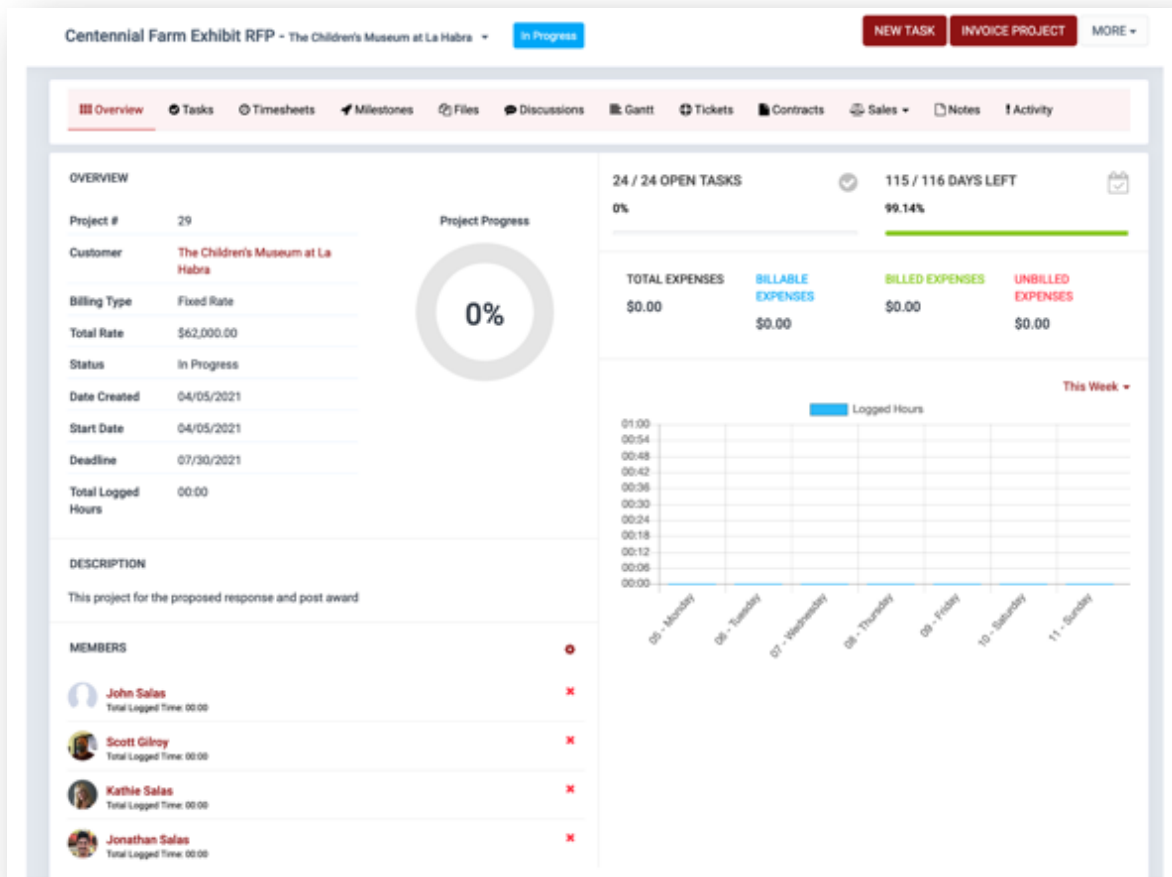 Centennial Farm Exhibit RFP - The Children's Museum at La Habra
In Progress
NEW TASK
INVOICE PROJECT
MORE
Overview
Tasks
Timesheets
Milestones
Files
Discussions
Gantt
Tickets
Contracts
Sales
Notes
Activity
OVERVIEW
Project # 29
Customer The Children's Museum at La
Habra
Billing Type Fixed Rate
Total Rate $62,000.00
Status In Progress
Date Created 04/05/2021
Start Date 04/05/2021
Deadline 07/30/2021
Total Logged 00:00
Hours
Project Progress
0%
DESCRIPTION
This project for the proposed response and post award
MEMBERS
John Salas
Total Logged Time: 00:00
Scott Gilroy
Total Logged Time: 00:00
Kathie Salas
Total Logged Time: 00:00
Jonathan Salas
Total Logged Time: 00:00
24 / 24 OPEN TASKS
0%
115 / 116 DAYS LEFT
99.14%
TOTAL EXPENSES
$0.00
BILLABLE
EXPENSES
$0.00
BILLED EXPENSES
$0.00
UNBILLED
EXPENSES
$0.00
This Week
Logged Hours
01:00
00:54
00:48
00:42
00:36
00:30
00:24
00:18
00:12
00:06
00:00
05 - Monday
06 - Tuesday
07 - Wednesday
08 - Thursday
09 - Friday
10 - Saturday
11 - Sunday